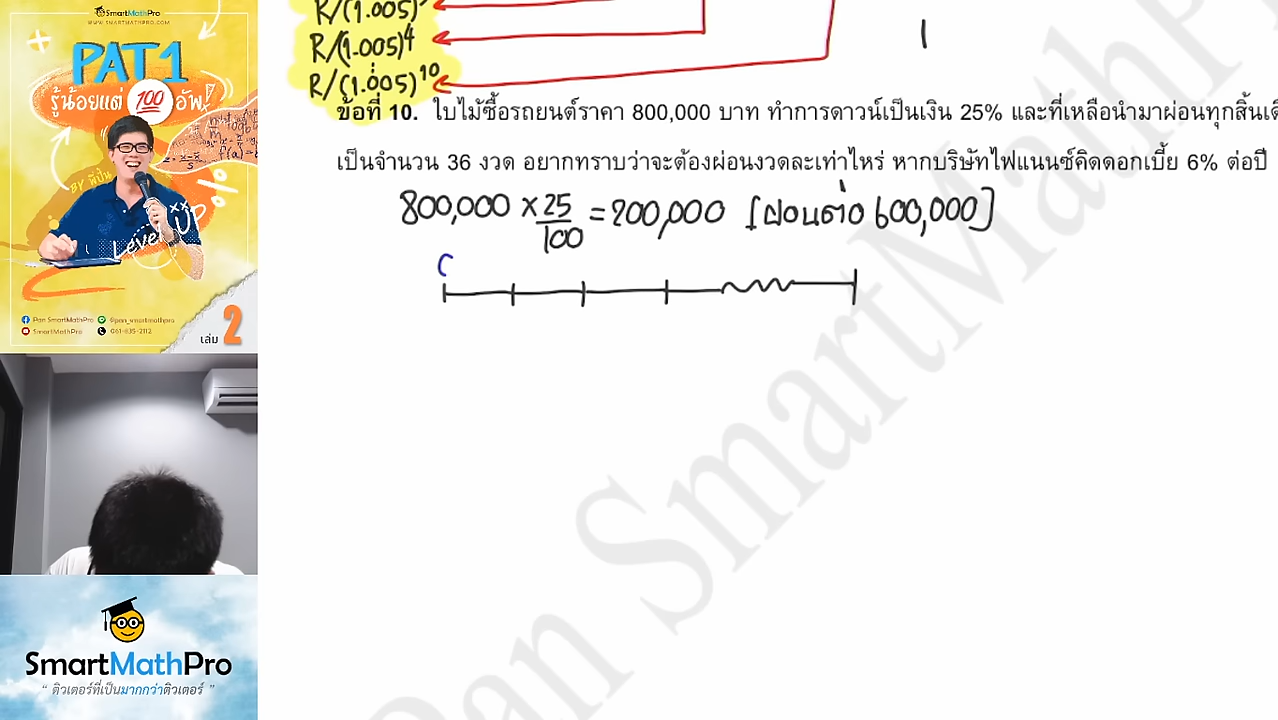 SmartMathPro
WWW.SMARTMATHPRO.COM
PAT1
รู้น้อยแต่ 100 อัพ!
BY พี่ปั้น
Level UP
Pan SmartMathPro @pan_smartmathpro
SmartMathPro 061-835-2112
เล่ม 2
R/(1.005)
R/(1.005)^4
R/(1.005)^10
ข้อที่ 10. ใบไม้ซื้อรถยนต์ราคา 800,000 บาท ทำการดาวน์เป็นเงิน 25% และที่เหลือนำมาผ่อนทุกสิ้นเดื
เป็นจำนวน 36 งวด อยากทราบว่าจะต้องผ่อนงวดละเท่าไหร่ หากบริษัทไฟแนนซ์คิดดอกเบี้ย 6% ต่อปี
800,000 × 25/100 = 200,000 [ผ่อนต่อ 600,000]
Pan SmartMathPro
SmartMathPro
“ ติวเตอร์ที่เป็นมากกว่าติวเตอร์ ”